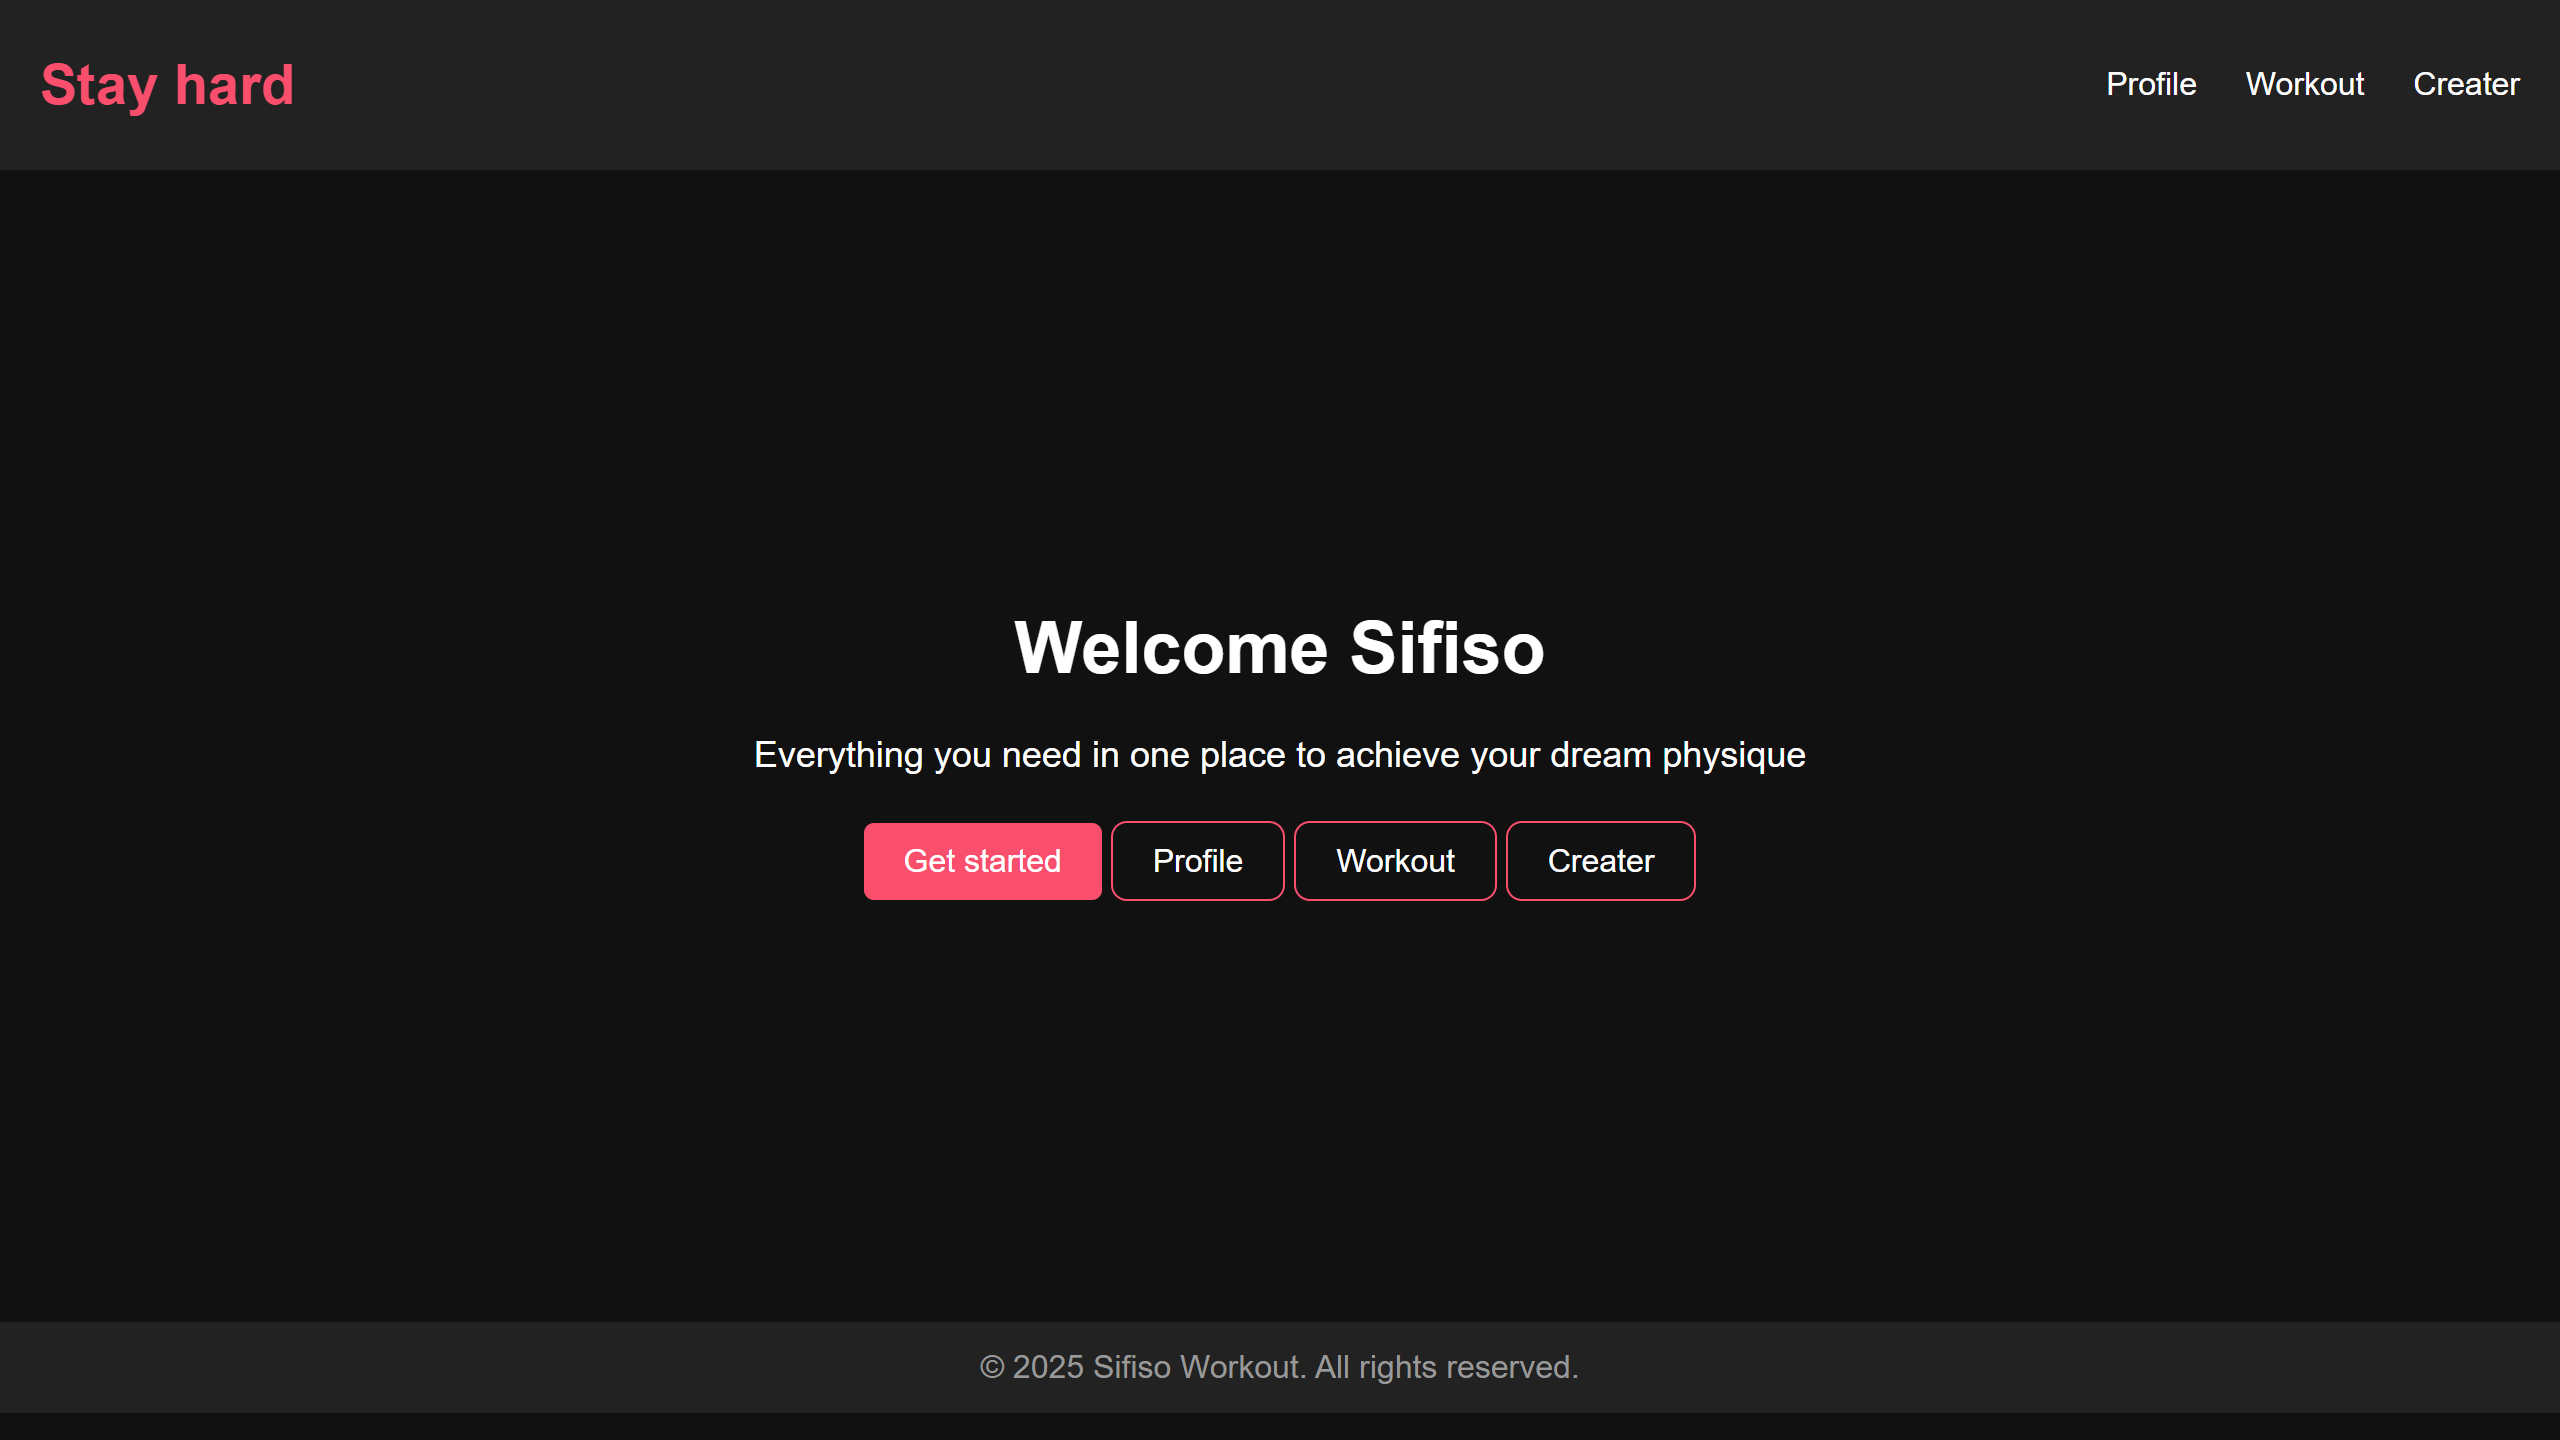 Stay hard
Profile Workout Creater
Welcome Sifiso
Everything you need in one place to achieve your dream physique
Get started Profile Workout Creater
© 2025 Sifiso Workout. All rights reserved.